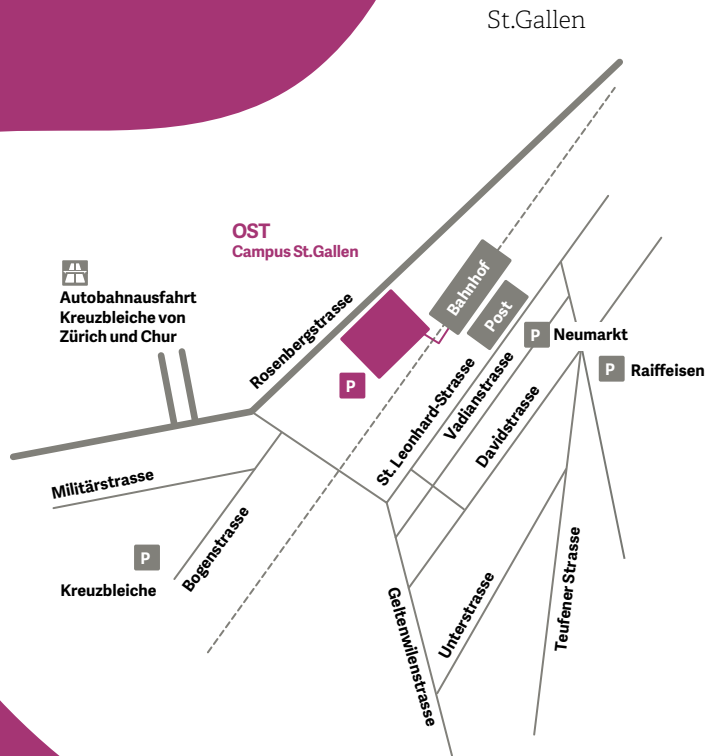 St.Gallen
OST
Campus St.Gallen
Autobahnausfahrt
Kreuzbleiche von
Zürich und Chur
Rosenbergstrasse
Bahnhof
Post
P
Neumarkt
P
Raiffeisen
P
St. Leonhard-Strasse
Vadianstrasse
Davidstrasse
Militärstrasse
Bogenstrasse
P
Kreuzbleiche
Geltenwilenstrasse
Unterstrasse
Teufener Strasse